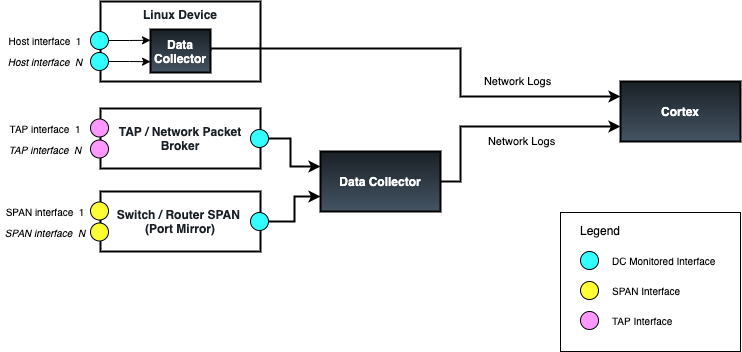 Linux Device
Host interface 1
Host interface N
Data
Collector
Network Logs
Cortex
TAP interface 1
TAP interface N
TAP / Network Packet
Broker
Network Logs
Data Collector
SPAN interface 1
SPAN interface N
Switch / Router SPAN
(Port Mirror)
Legend
DC Monitored Interface
SPAN Interface
TAP Interface